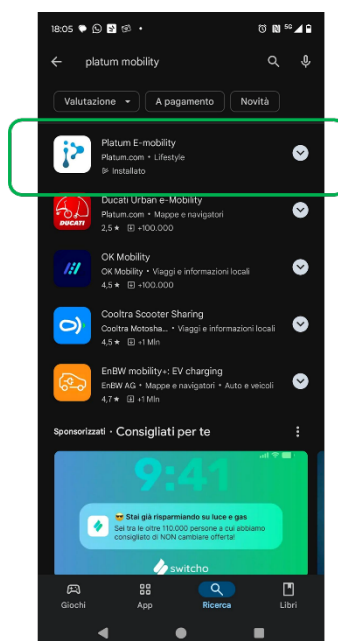 18:05
5G
platum mobility
Valutazione
A pagamento
Novità
Platum E-mobility
Platum.com • Lifestyle
Installato
DUCATI
Ducati Urban e-Mobility
Platum.com • Mappe e navigatori
2,5 ★ +100.000
OK Mobility
OK Mobility • Viaggi e informazioni locali
4,5 ★ +100.000
Cooltra Scooter Sharing
Cooltra Motosha... • Viaggi e informazioni locali
4,5 ★ +1 Mln
EnBW mobility+: EV charging
EnBW AG • Mappe e navigatori • Auto e veicoli
4,7 ★ +1 Mln
Sponsorizzati • Consigliati per te
9:41
Stai già risparmiando su luce e gas
Sei tra le oltre 110.000 persone a cui abbiamo
consigliato di NON cambiare offerta!
switcho
Giochi
App
Ricerca
Libri